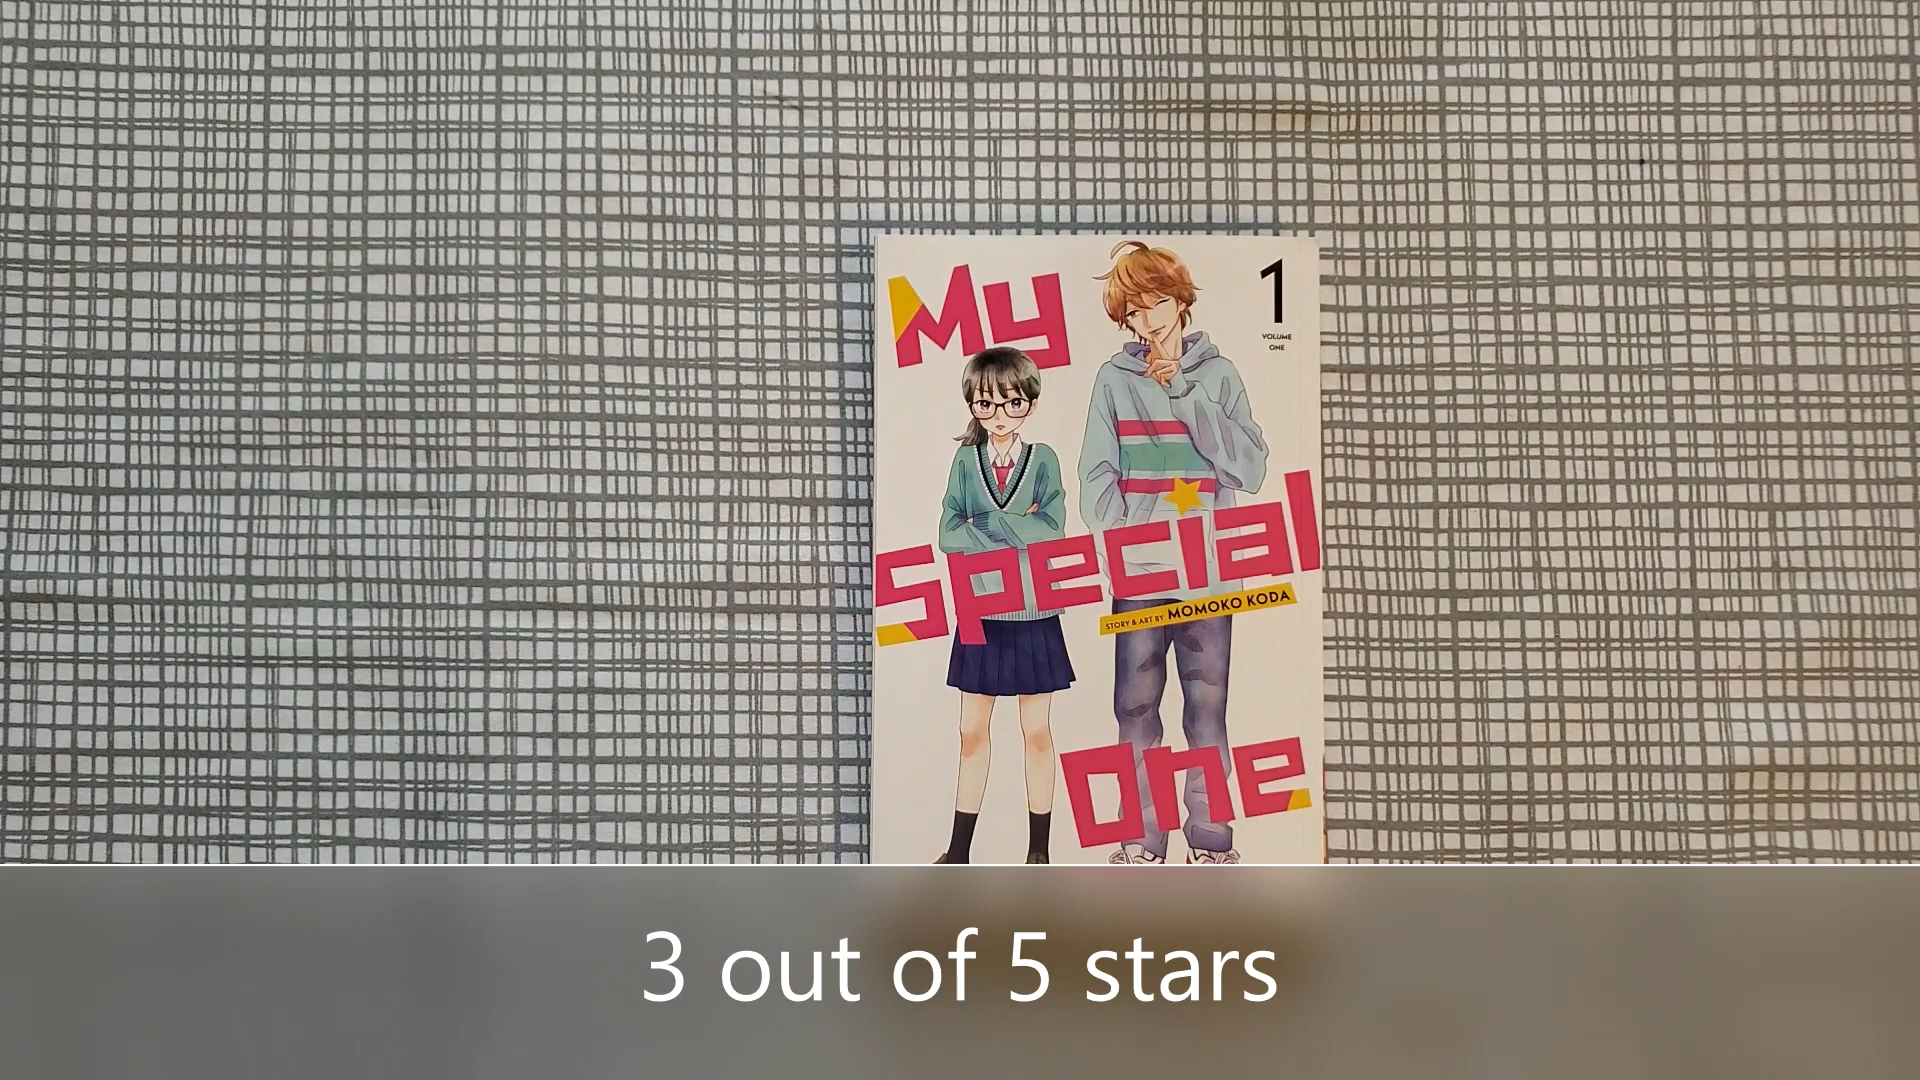 My
1
VOLUME
ONE
Special
STORY & ART BY MOMOKO KODA
One
3 out of 5 stars